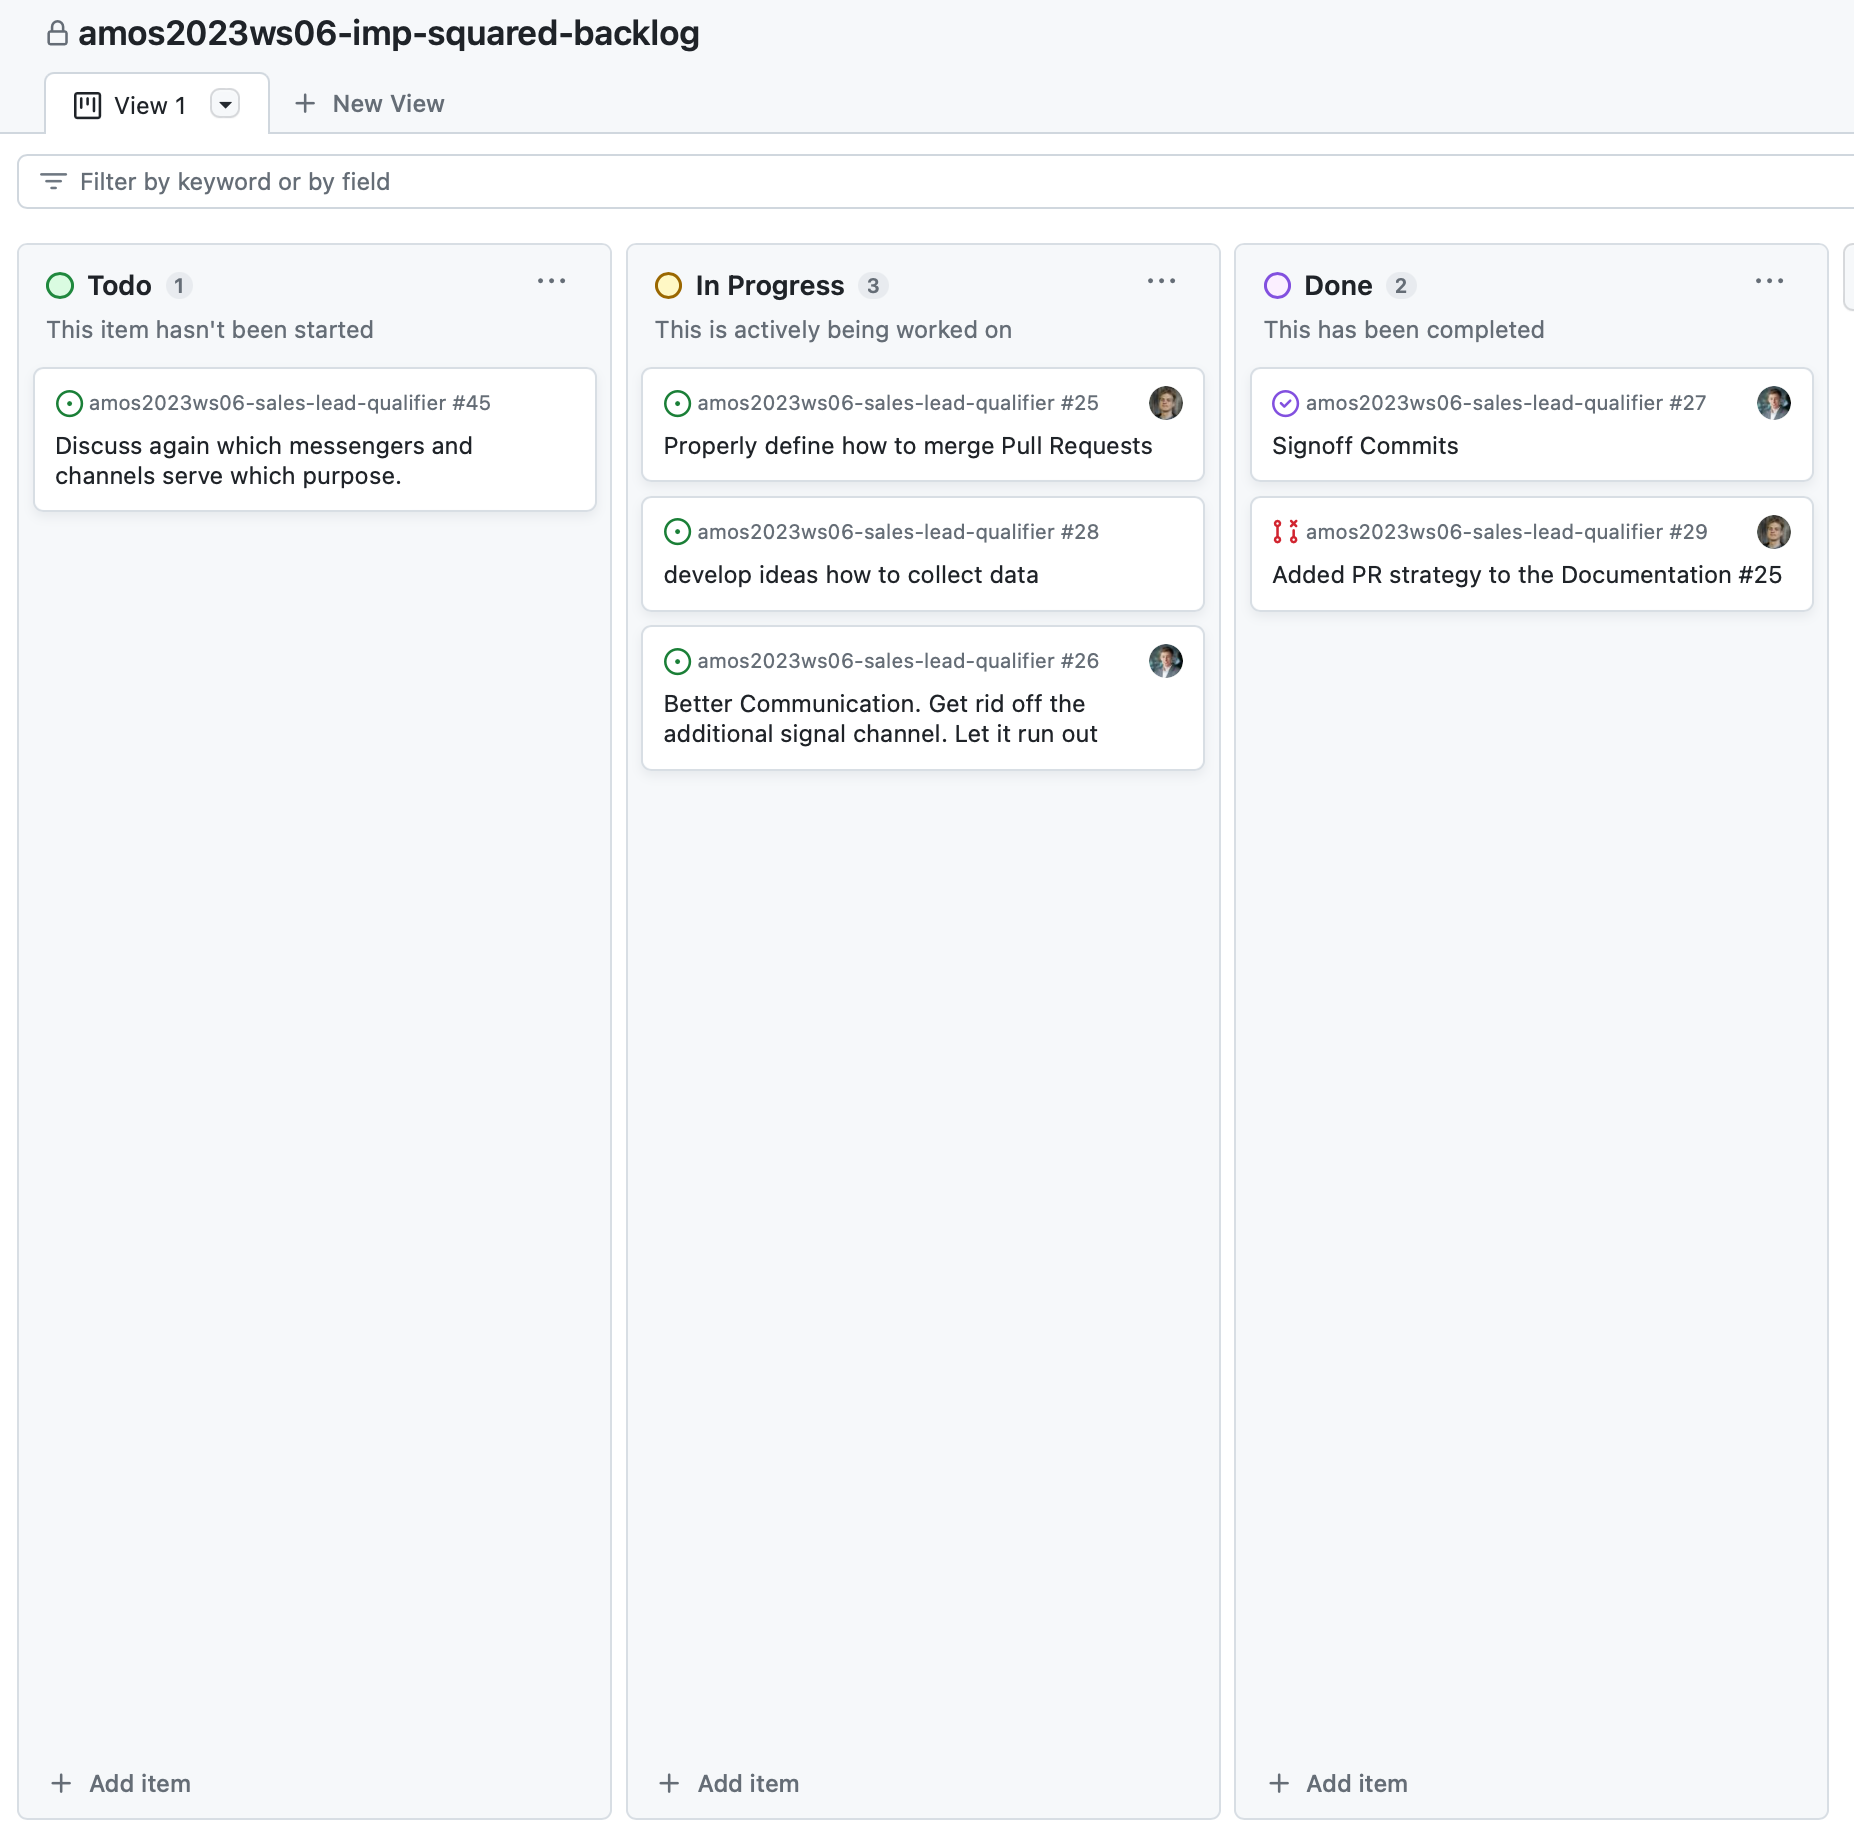 amos2023ws06-imp-squared-backlog
View 1
New View
Filter by keyword or by field
Todo 1
This item hasn't been started
amos2023ws06-sales-lead-qualifier #45
Discuss again which messengers and
channels serve which purpose.
Add item
In Progress 3
This is actively being worked on
amos2023ws06-sales-lead-qualifier #25
Properly define how to merge Pull Requests
amos2023ws06-sales-lead-qualifier #28
develop ideas how to collect data
amos2023ws06-sales-lead-qualifier #26
Better Communication. Get rid off the
additional signal channel. Let it run out
Add item
Done 2
This has been completed
amos2023ws06-sales-lead-qualifier #27
Signoff Commits
amos2023ws06-sales-lead-qualifier #29
Added PR strategy to the Documentation #25
Add item